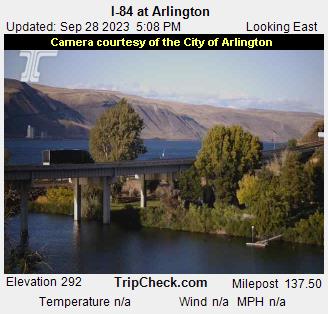 I-84 at Arlington
Updated: Sep 28 2023 5:08 PM Looking East
Camera courtesy of the City of Arlington
Elevation 292 TripCheck.com Milepost 137.50
Temperature n/a Wind n/a MPH n/a